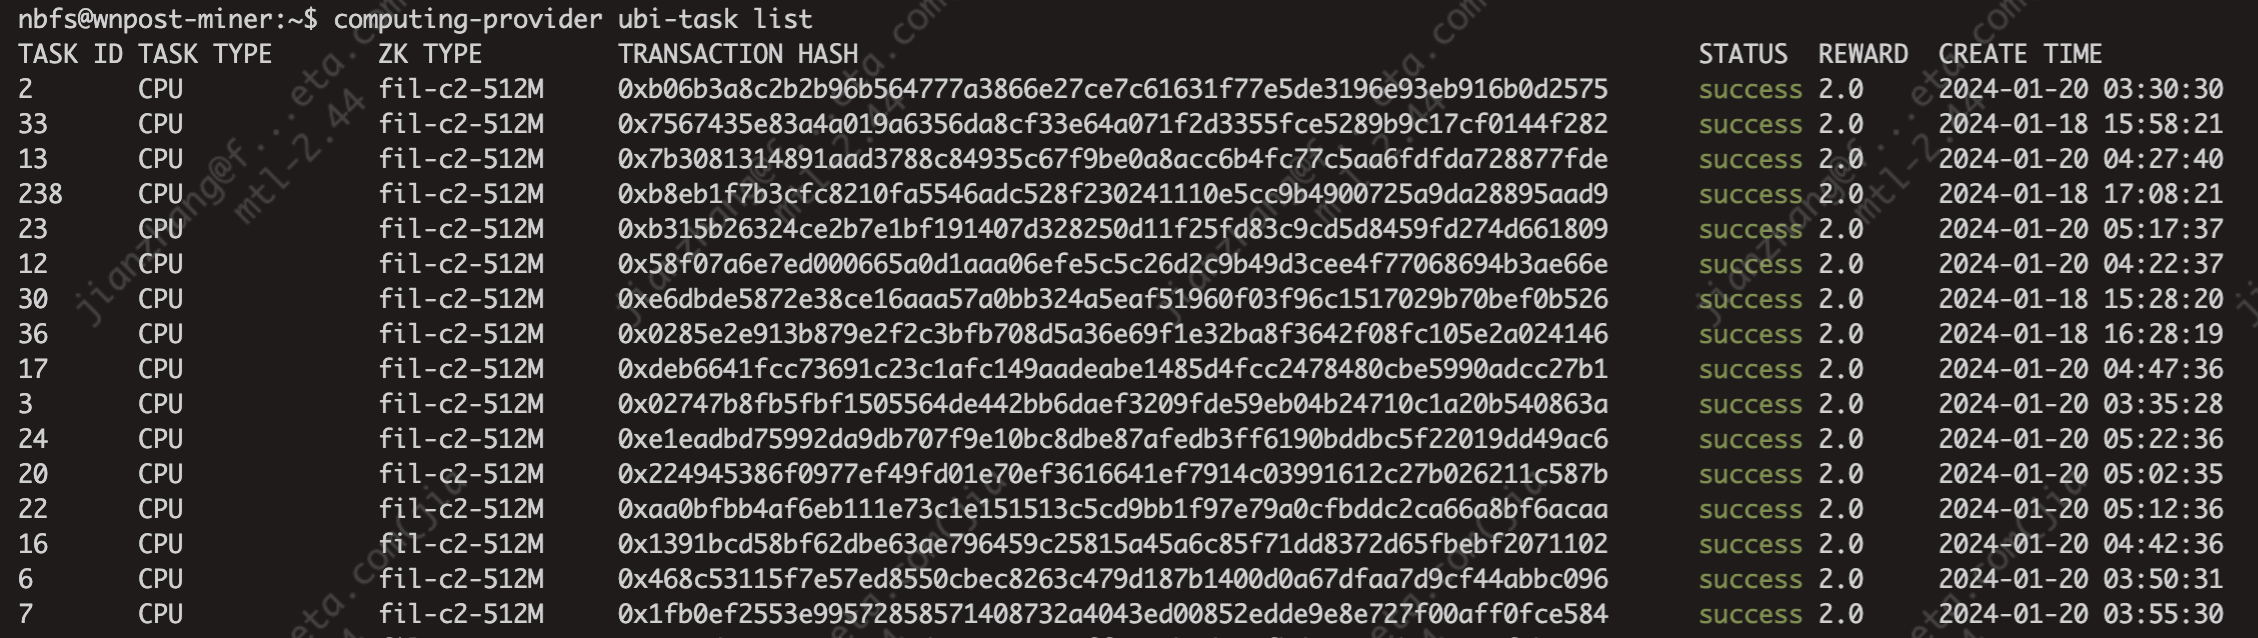 nbfs@wnpost-miner:~$ computing-provider ubi-task list
TASK ID TASK TYPE ZK TYPE TRANSACTION HASH STATUS REWARD CREATE TIME
2 CPU fil-c2-512M 0xb06b3a8c2b2b96b564777a3866e27ce7c61631f77e5de3196e93eb916b0d2575 success 2.0 2024-01-20 03:30:30
33 CPU fil-c2-512M 0x7567435e83a4a019a6356da8cf33e64a071f2d3355fce5289b9c17cf0144f282 success 2.0 2024-01-18 15:58:21
13 CPU fil-c2-512M 0x7b3081314891aad3788c84935c67f9be0a8acc6b4fc77c5aa6fdfda728877fde success 2.0 2024-01-20 04:27:40
238 CPU fil-c2-512M 0xb8eb1f7b3cfc8210fa5546adc528f230241110e5cc9b4900725a9da28895aad9 success 2.0 2024-01-18 17:08:21
23 CPU fil-c2-512M 0xb315b26324ce2b7e1bf191407d328250d11f25fd83c9cd5d8459fd274d661809 success 2.0 2024-01-20 05:17:37
12 CPU fil-c2-512M 0x58f07a6e7ed000665a0d1aaa06efe5c5c26d2c9b49d3cee4f77068694b3ae66e success 2.0 2024-01-20 04:22:37
30 CPU fil-c2-512M 0xe6dbde5872e38ce16aaa57a0bb324a5eaf51960f03f96c1517029b70bef0b526 success 2.0 2024-01-18 15:28:20
36 CPU fil-c2-512M 0x0285e2e913b879e2f2c3bfb708d5a36e69f1e32ba8f3642f08fc105e2a024146 success 2.0 2024-01-18 16:28:19
17 CPU fil-c2-512M 0xdeb6641fcc73691c23c1afc149aadeabe1485d4fcc2478480cbe5990adcc27b1 success 2.0 2024-01-20 04:47:36
3 CPU fil-c2-512M 0x02747b8fb5fbf1505564de442bb6daef3209fde59eb04b24710c1a20b540863a success 2.0 2024-01-20 03:35:28
24 CPU fil-c2-512M 0xe1eadbd75992da9db707f9e10bc8dbe87afedb3ff6190bddbc5f22019dd49ac6 success 2.0 2024-01-20 05:22:36
20 CPU fil-c2-512M 0x224945386f0977ef49fd01e70ef3616641ef7914c03991612c27b026211c587b success 2.0 2024-01-20 05:02:35
22 CPU fil-c2-512M 0xaa0bfbb4af6eb111e73c1e151513c5cd9bb1f97e79a0cfbddc2ca66a8bf6acaa success 2.0 2024-01-20 05:12:36
16 CPU fil-c2-512M 0x1391bcd58bf62dbe63ae796459c25815a45a6c85f71dd8372d65fbebf2071102 success 2.0 2024-01-20 04:42:36
6 CPU fil-c2-512M 0x468c53115f7e57ed8550cbec8263c479d187b1400d0a67dfaa7d9cf44abbc096 success 2.0 2024-01-20 03:50:31
7 CPU fil-c2-512M 0x1fb0ef2553e99572858571408732a4043ed00852edde9e8e727f00aff0fce584 success 2.0 2024-01-20 03:55:30